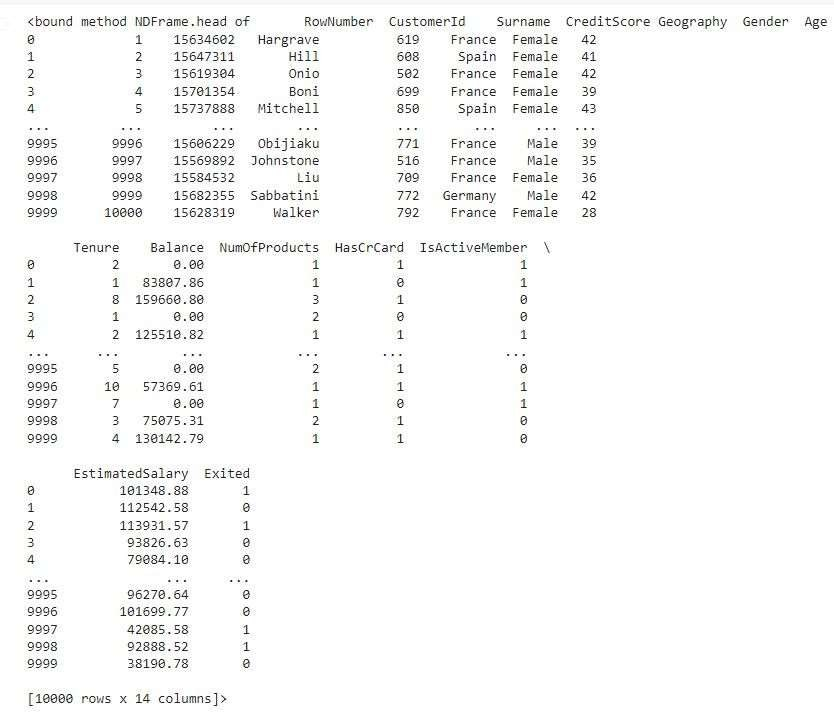 <bound method NDFrame.head of       RowNumber  CustomerId    Surname  CreditScore Geography  Gender  Age
0             1    15634602   Hargrave          619    France  Female   42
1             2    15647311       Hill          608     Spain  Female   41
2             3    15619304       Onio          502    France  Female   42
3             4    15701354       Boni          699    France  Female   39
4             5    15737888   Mitchell          850     Spain  Female   43
...         ...         ...        ...          ...       ...     ...  ...
9995       9996    15606229   Obijiaku          771    France    Male   39
9996       9997    15569892  Johnstone          516    France    Male   35
9997       9998    15584532        Liu          709    France  Female   36
9998       9999    15682355  Sabbatini          772   Germany    Male   42
9999      10000    15628319     Walker          792    France  Female   28
      Tenure    Balance  NumOfProducts  HasCrCard  IsActiveMember  \
0          2       0.00              1          1               1
1          1   83807.86              1          0               1
2          8  159660.80              3          1               0
3          1       0.00              2          0               0
4          2  125510.82              1          1               1
...      ...        ...            ...        ...             ...
9995       5       0.00              2          1               0
9996      10   57369.61              1          1               1
9997       7       0.00              1          0               1
9998       3   75075.31              2          1               0
9999       4  130142.79              1          1               0
      EstimatedSalary  Exited
0           101348.88       1
1           112542.58       0
2           113931.57       1
3            93826.63       0
4            79084.10       0
...               ...     ...
9995         96270.64       0
9996        101699.77       0
9997         42085.58       1
9998         92888.52       1
9999         38190.78       0
[10000 rows x 14 columns]>